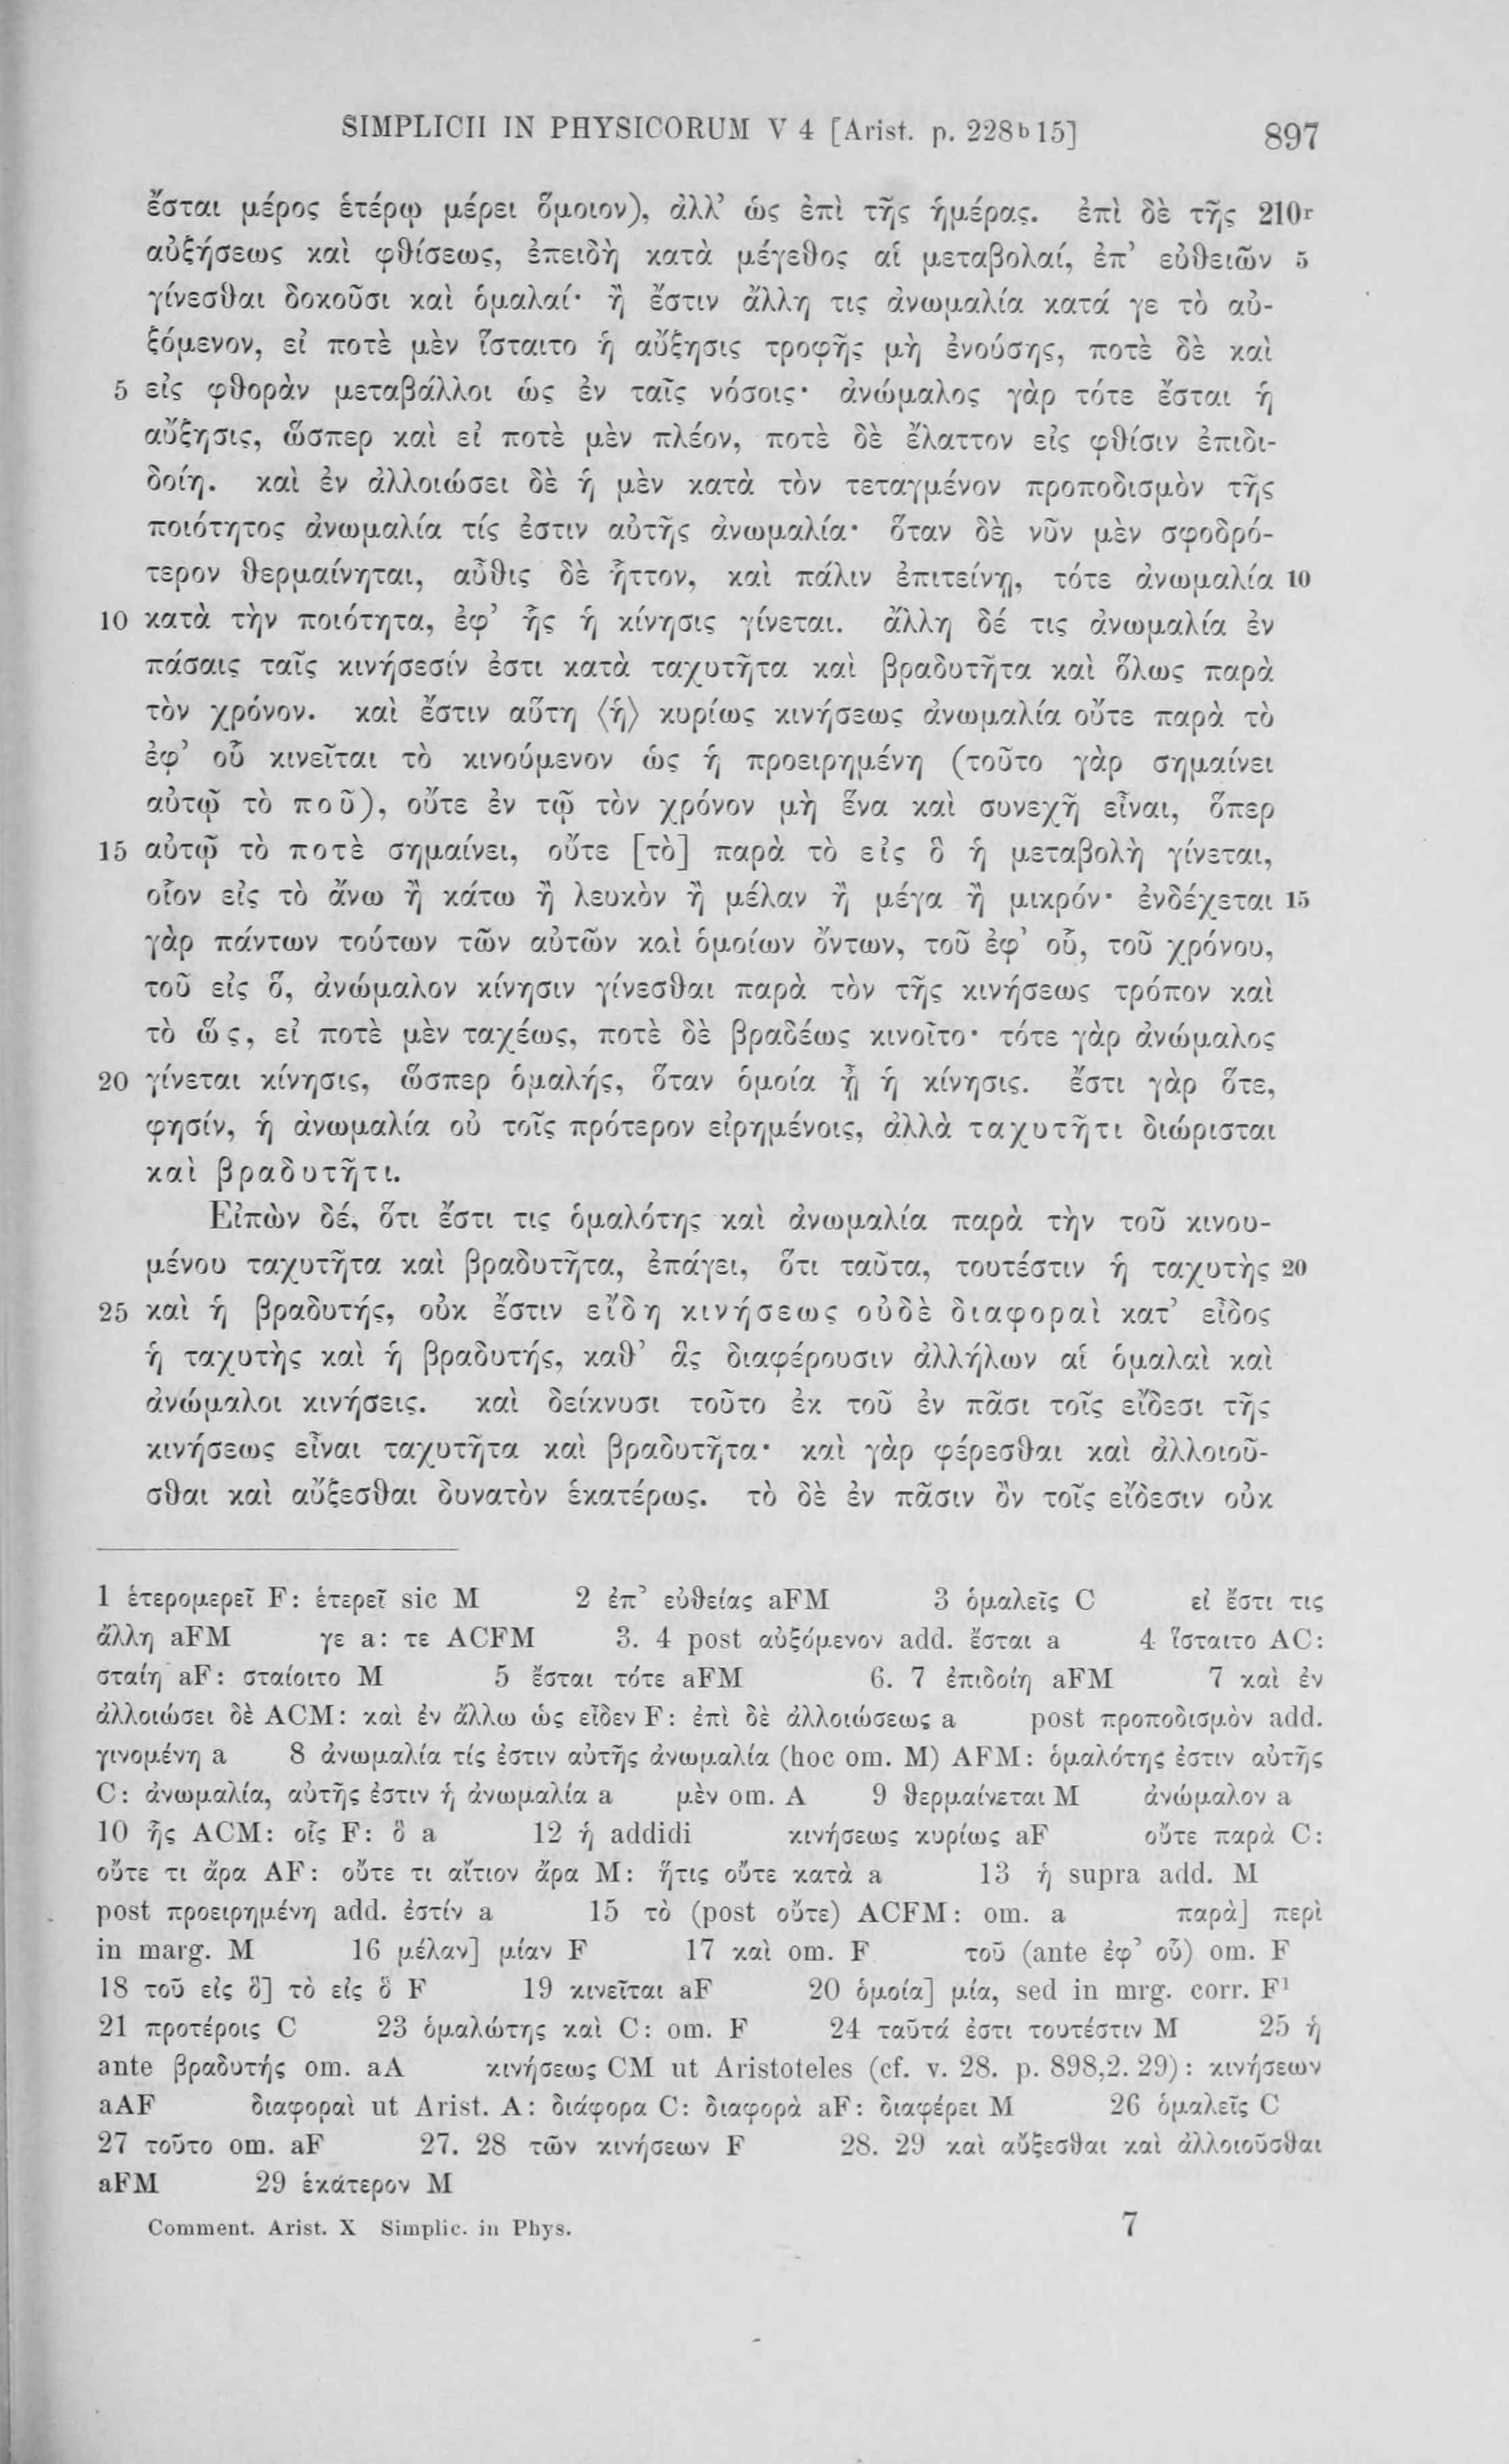 SIMPLICII IN PHYSICORUM V 4 [Arist. p. 228b15] 897
ἔσται μέρος ἑτέρῳ μέρει ὅμοιον), ἀλλ’ ὡς ἐπὶ τῆς ἡμέρας. ἐπὶ δὲ τῆς 210r
αὐξήσεως καὶ φθίσεως, ἐπειδὴ κατὰ μέγεθος αἱ μεταβολαί, ἐπ’ εὐθειῶν 5
γίνεσθαι δοκοῦσι καὶ ὁμαλαί· ἢ ἔστιν ἄλλη τις ἀνωμαλία κατά γε τὸ αὐ-
ξόμενον, εἰ ποτὲ μὲν ἵσταιτο ἡ αὔξησις τροφῆς μὴ ἐνούσης, ποτὲ δὲ καὶ
5 εἰς φθορὰν μεταβάλλοι ὡς ἐν ταῖς νόσοις· ἀνώμαλος γὰρ τότε ἔσται ἡ
αὔξησις, ὥσπερ καὶ εἰ ποτὲ μὲν πλέον, ποτὲ δὲ ἔλαττον εἰς φθίσιν ἐπιδι-
δοίη. καὶ ἐν ἀλλοιώσει δὲ ἡ μὲν κατὰ τὸν τεταγμένον προποδισμὸν τῆς
ποιότητος ἀνωμαλία τίς ἐστιν αὐτῆς ἀνωμαλία· ὅταν δὲ νῦν μὲν σφοδρό-
τερον θερμαίνηται, αὖθις δὲ ἧττον, καὶ πάλιν ἐπιτείνῃ, τότε ἀνωμαλία 10
10 κατὰ τὴν ποιότητα, ἐφ’ ἧς ἡ κίνησις γίνεται. ἄλλη δέ τις ἀνωμαλία ἐν
πάσαις ταῖς κινήσεσίν ἐστι κατὰ ταχυτῆτα καὶ βραδυτῆτα καὶ ὅλως παρὰ
τὸν χρόνον. καὶ ἔστιν αὕτη ⟨ἡ⟩ κυρίως κινήσεως ἀνωμαλία οὔτε παρὰ τὸ
ἐφ’ οὗ κινεῖται τὸ κινούμενον ὡς ἡ προειρημένη (τοῦτο γὰρ σημαίνει
αὐτῷ τὸ ποῦ), οὔτε ἐν τῷ τὸν χρόνον μὴ ἕνα καὶ συνεχῆ εἶναι, ὅπερ
15 αὐτῷ τὸ ποτὲ σημαίνει, οὔτε [τὸ] παρὰ τὸ εἰς ὃ ἡ μεταβολὴ γίνεται,
οἷον εἰς τὸ ἄνω ἢ κάτω ἢ λευκὸν ἢ μέλαν ἢ μέγα ἢ μικρόν· ἐνδέχεται 15
γὰρ πάντων τούτων τῶν αὐτῶν καὶ ὁμοίων ὄντων, τοῦ ἐφ’ οὗ, τοῦ χρόνου,
τοῦ εἰς ὅ, ἀνώμαλον κίνησιν γίνεσθαι παρὰ τὸν τῆς κινήσεως τρόπον καὶ
τὸ ὥς, εἰ ποτὲ μὲν ταχέως, ποτὲ δὲ βραδέως κινοῖτο· τότε γὰρ ἀνώμαλος
20 γίνεται κίνησις, ὥσπερ ὁμαλής, ὅταν ὁμοία ᾖ ἡ κίνησις. ἔστι γὰρ ὅτε,
φησίν, ἡ ἀνωμαλία οὐ τοῖς πρότερον εἰρημένοις, ἀλλὰ ταχυτῆτι διώρισται
καὶ βραδυτῆτι.
Εἰπὼν δέ, ὅτι ἔστι τις ὁμαλότης καὶ ἀνωμαλία παρὰ τὴν τοῦ κινου-
μένου ταχυτῆτα καὶ βραδυτῆτα, ἐπάγει, ὅτι ταῦτα, τουτέστιν ἡ ταχυτὴς 20
25 καὶ ἡ βραδυτής, οὐκ ἔστιν εἴδη κινήσεως οὐδὲ διαφοραὶ κατ’ εἶδος
ἡ ταχυτὴς καὶ ἡ βραδυτής, καθ’ ἃς διαφέρουσιν ἀλλήλων αἱ ὁμαλαὶ καὶ
ἀνώμαλοι κινήσεις. καὶ δείκνυσι τοῦτο ἐκ τοῦ ἐν πᾶσι τοῖς εἴδεσι τῆς
κινήσεως εἶναι ταχυτῆτα καὶ βραδυτῆτα· καὶ γὰρ φέρεσθαι καὶ ἀλλοιοῦ-
σθαι καὶ αὔξεσθαι δυνατὸν ἑκατέρως. τὸ δὲ ἐν πᾶσιν ὂν τοῖς εἴδεσιν οὐκ
1 ἑτερομερεῖ F: ἑτερεῖ sic M 2 ἐπ’ εὐθείας aFM 3 ὁμαλεῖς C εἰ ἔστι τις
ἄλλη aFM γε a: τε ACFM 3. 4 post αὐξόμενον add. ἔσται a 4 ἵσταιτο AC:
σταίη aF: σταίοιτο M 5 ἔσται τότε aFM 6. 7 ἐπιδοίη aFM 7 καὶ ἐν
ἀλλοιώσει δὲ ACM: καὶ ἐν ἄλλω ὡς εἶδεν F: ἐπὶ δὲ ἀλλοιώσεως a post προποδισμὸν add.
γινομένη a 8 ἀνωμαλία τίς ἐστιν αὐτῆς ἀνωμαλία (hoc om. M) AFM: ὁμαλότης ἐστιν αὐτῆς
C: ἀνωμαλία, αὐτῆς ἐστιν ἡ ἀνωμαλία a μὲν om. A 9 θερμαίνεται M ἀνώμαλον a
10 ἧς ACM: οἷς F: ὃ a 12 ἡ addidi κινήσεως κυρίως aF οὔτε παρὰ C:
οὔτε τι ἄρα AF: οὔτε τι αἴτιον ἄρα M: ἥτις οὔτε κατὰ a 13 ἡ supra add. M
post προειρημένη add. ἐστίν a 15 τὸ (post οὔτε) ACFM: om. a παρὰ] περὶ
in marg. M 16 μέλαν] μίαν F 17 καὶ om. F τοῦ (ante ἐφ’ οὗ) om. F
18 τοῦ εἰς ὃ] τὸ εἰς ὃ F 19 κινεῖται aF 20 ὁμοία] μία, sed in mrg. corr. F¹
21 προτέροις C 23 ὁμαλώτης καὶ C: om. F 24 ταῦτά ἐστι τουτέστιν M 25 ἡ
ante βραδυτής om. aA κινήσεως CM ut Aristoteles (cf. v. 28. p. 898,2. 29): κινήσεων
aAF διαφοραὶ ut Arist. A: διάφορα C: διαφορὰ aF: διαφέρει M 26 ὁμαλεῖς C
27 τοῦτο om. aF 27. 28 τῶν κινήσεων F 28. 29 καὶ αὔξεσθαι καὶ ἀλλοιοῦσθαι
aFM 29 ἑκάτερον M
Comment. Arist. X Simplic. in Phys. 7